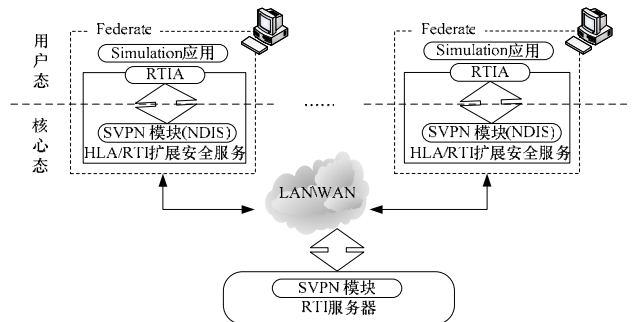 用户态
核心态
Federate
Simulation应用
RTIA
SVPN 模块(NDIS)
HLA/RTI扩展安全服务
......
Federate
Simulation应用
RTIA
SVPN 模块(NDIS)
HLA/RTI扩展安全服务
LAN\WAN
SVPN 模块
RTI服务器